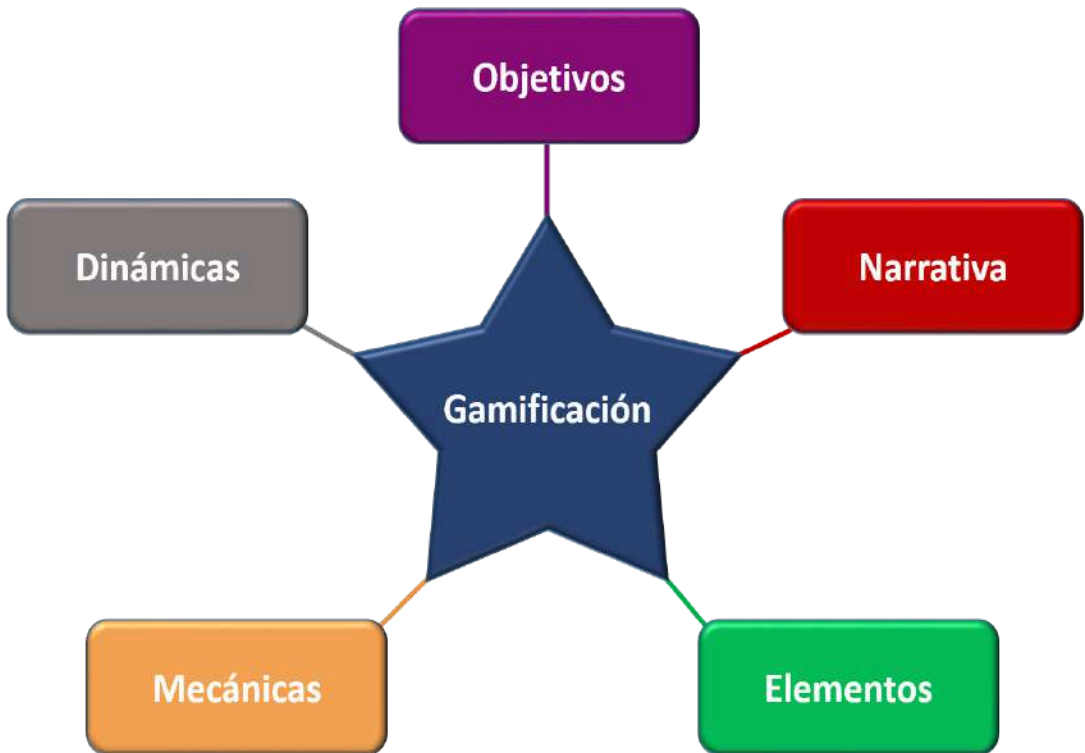 Objetivos
Dinámicas
Narrativa
Gamificación
Mecánicas
Elementos